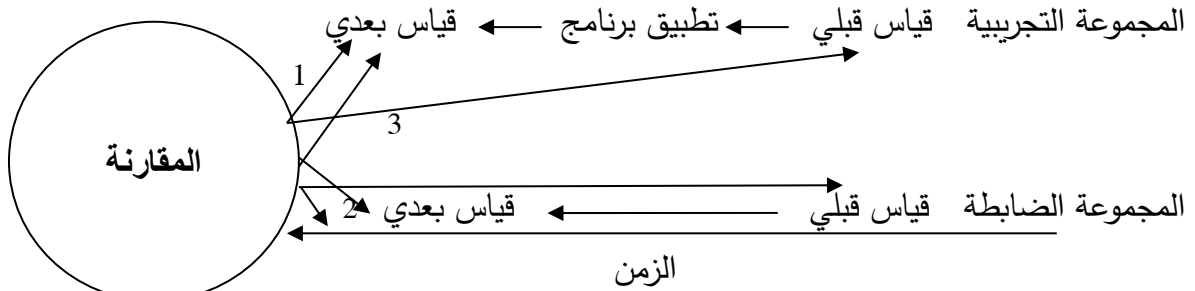 المجموعة التجريبية قياس قبلي تطبيق برنامج قياس بعدي
1
3
المقارنة
المجموعة الضابطة قياس قبلي قياس بعدي 2
الزمن